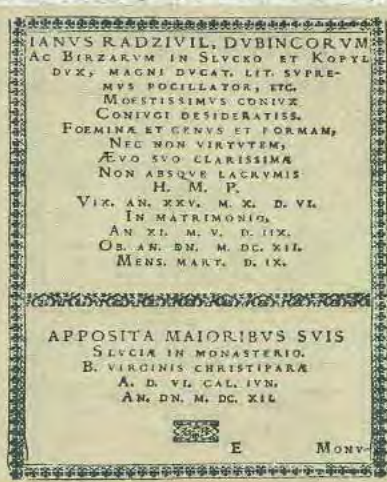 IANVS RADZIVIL, DVBINCORVM
AC BIRZARVM IN SLVCKO ET KOPYL
DVX, MAGNI DVCAT. LIT. SVPRE-
MVS POCILLATOR, ETC.
MOESTISSIMVS CONIVX
CONIVGI DESIDERATISS.
FOEMINÆ ET GENVS ET FORMAM,
NEC NON VIRTVTEM,
ÆVO SVO CLARISSIMÆ
NON ABSQVE LACRVMIS
H. M. P.
VIX. AN. XXV. M. X. D. VI.
IN MATRIMONIO,
AN XI. M. V. D. IIX.
OB. AN. DN. M. DC. XII.
MENS. MART. D. IX.
APPOSITA MAIORIBVS SVIS
SLVCIÆ IN MONASTERIO.
B. VIRGINIS CHRISTIPARÆ
A. D. VI. CAL. IVN.
AN. DN. M. DC. XII.
E MONV-